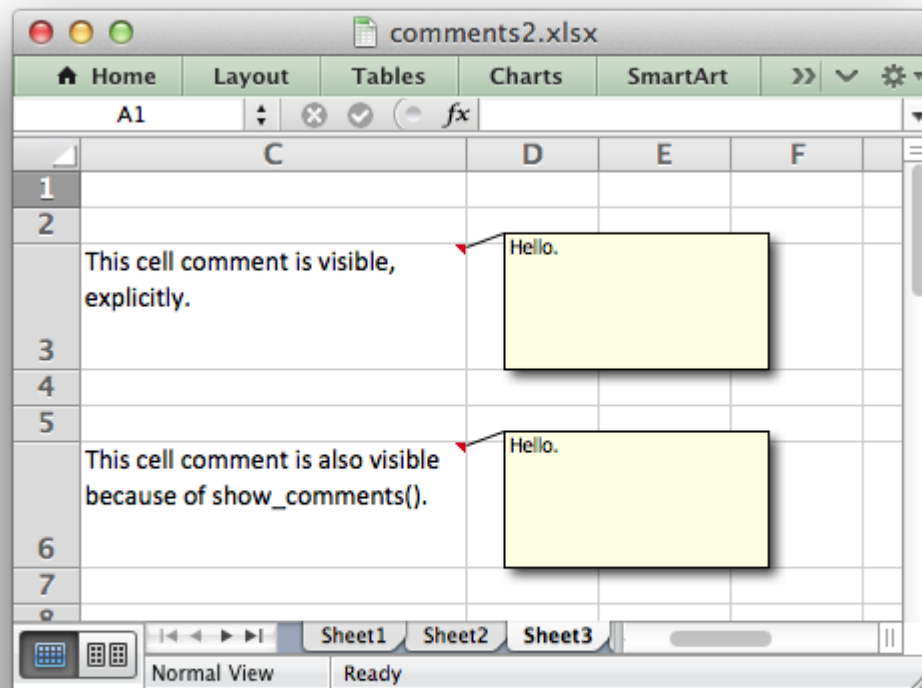 comments2.xlsx
Home Layout Tables Charts SmartArt
A1 fx
C D E F
1
2
3 This cell comment is visible,
explicitly.
Hello.
4
5
6 This cell comment is also visible
because of show_comments().
Hello.
7
8
Sheet1 Sheet2 Sheet3
Normal View Ready